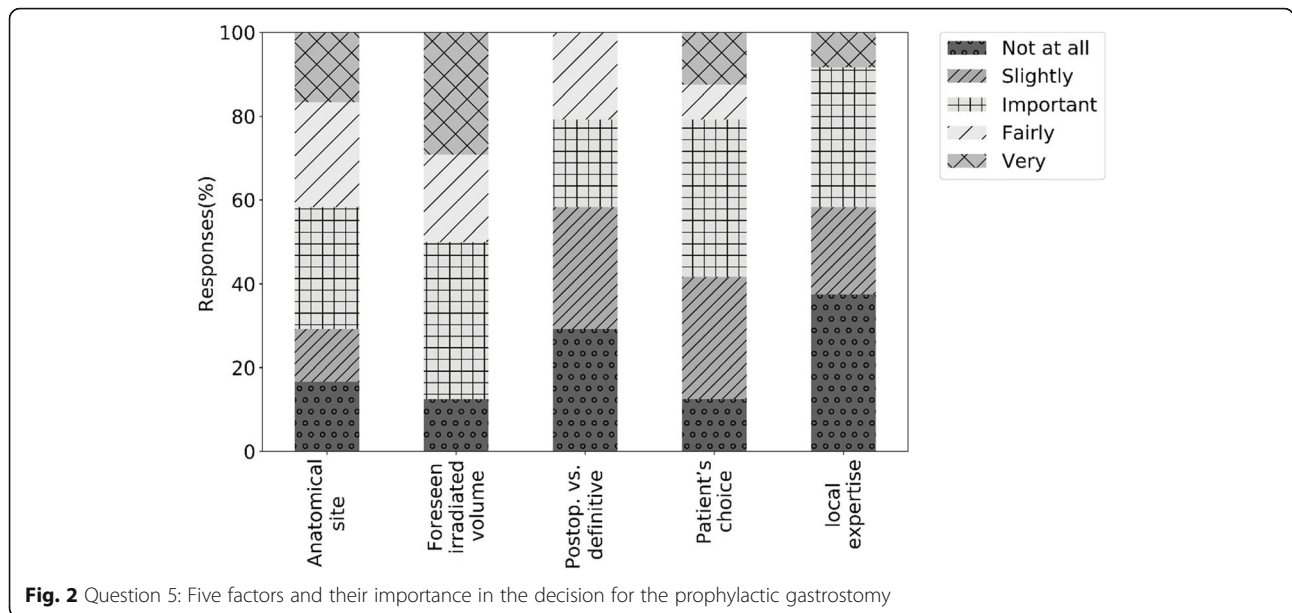 100
80
60
40
20
0
Responses(%)
Anatomical
site
Foreseen
irradiated
volume
Postop. vs.
definitive
Patient's
choice
local
expertise
Not at all
Slightly
Important
Fairly
Very
Fig. 2 Question 5: Five factors and their importance in the decision for the prophylactic gastrostomy